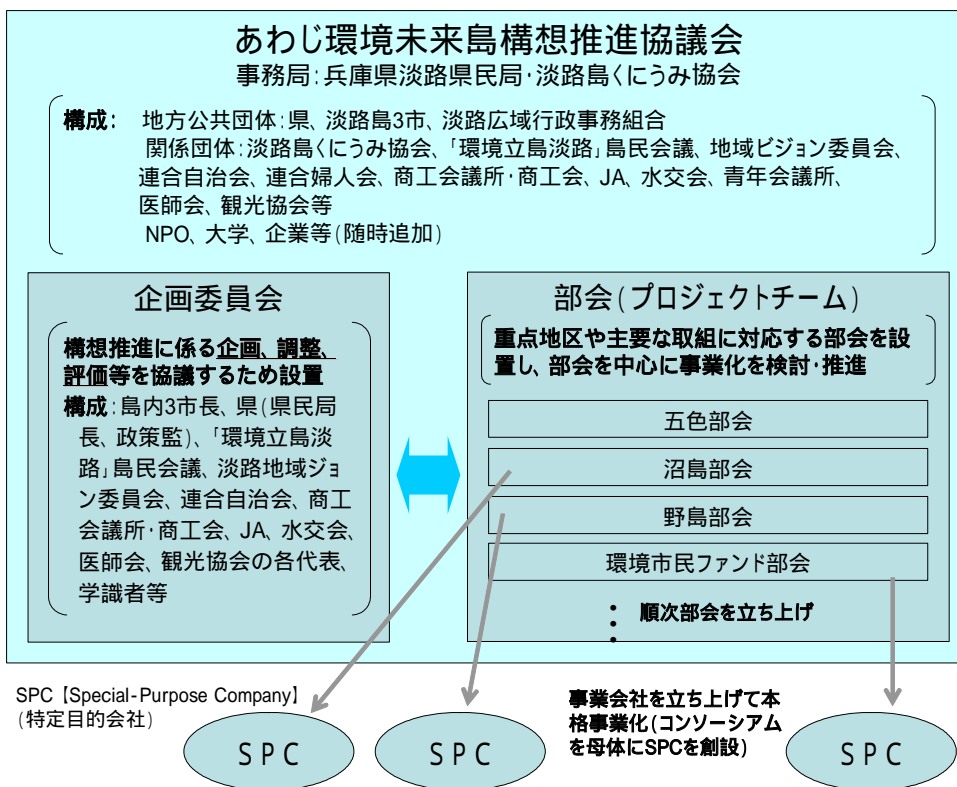 あわじ環境未来島構想推進協議会
事務局:兵庫県淡路県民局・淡路島くにうみ協会
構成: 地方公共団体:県、淡路島3市、淡路広域行政事務組合
関係団体:淡路島くにうみ協会、「環境立島淡路」島民会議、地域ビジョン委員会、
連合自治会、連合婦人会、商工会議所・商工会、JA、水交会、青年会議所、
医師会、観光協会等
NPO、大学、企業等(随時追加)
企画委員会
構想推進に係る企画、調整、
評価等を協議するため設置
構成:島内3市長、県(県民局
長、政策監)、「環境立島淡
路」島民会議、淡路地域ジョ
ン委員会、連合自治会、商工
会議所・商工会、JA、水交会、
医師会、観光協会の各代表、
学識者等
部会(プロジェクトチーム)
重点地区や主要な取組に対応する部会を設
置し、部会を中心に事業化を検討・推進
五色部会
沼島部会
野島部会
環境市民ファンド部会
順次部会を立ち上げ
SPC【Special-Purpose Company】
(特定目的会社)
事業会社を立ち上げて本
格事業化(コンソーシアム
を母体にSPCを創設)
SPC
SPC
SPC